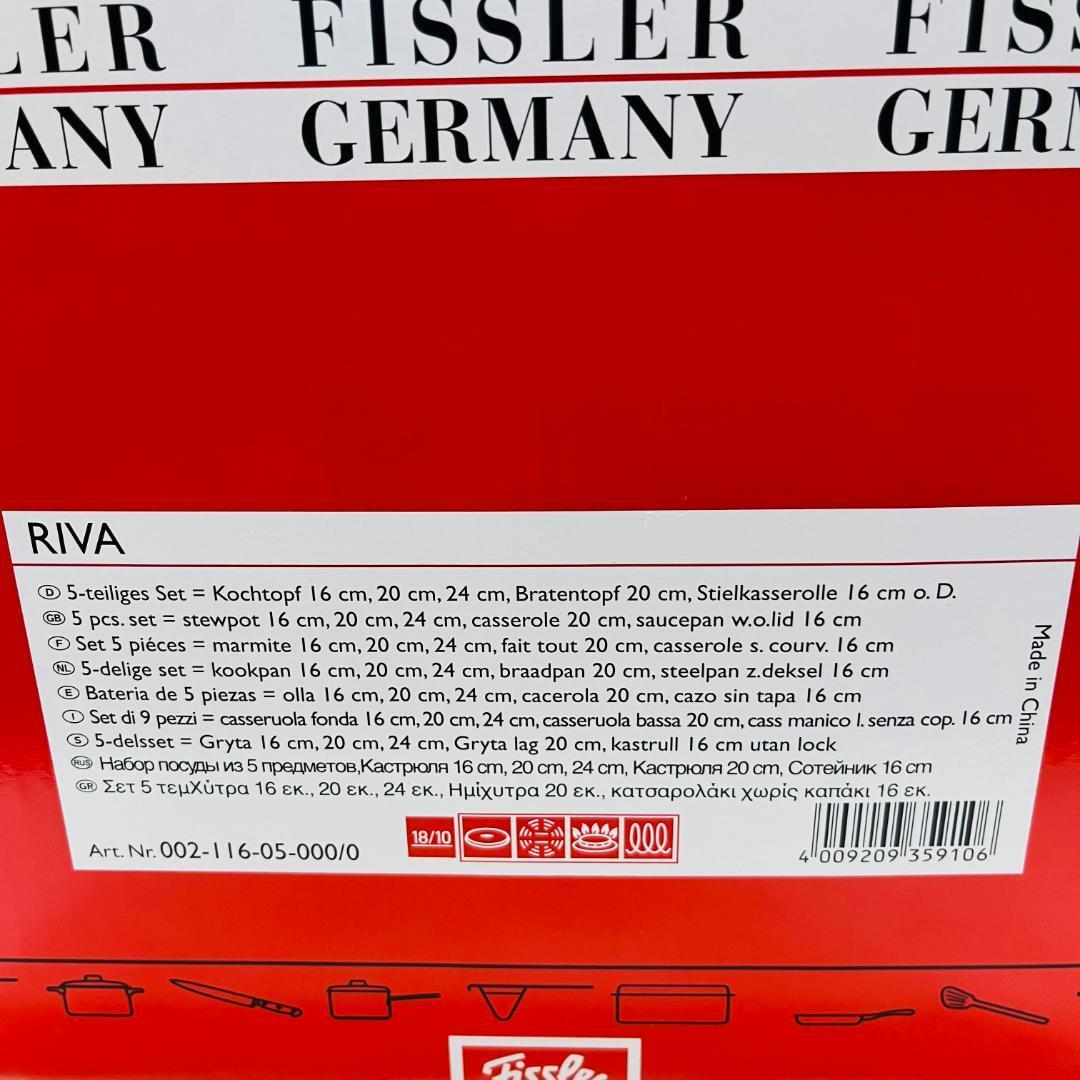 LER FISSLER FISS
ANY GERMANY GERM
RIVA
D 5-teiliges Set = Kochtopf 16 cm, 20 cm, 24 cm, Bratentopf 20 cm, Stielkasserolle 16 cm o. D.
GB 5 pcs. set = stewpot 16 cm, 20 cm, 24 cm, casserole 20 cm, saucepan w.o.lid 16 cm
F Set 5 piéces = marmite 16 cm, 20 cm, 24 cm, fait tout 20 cm, casserole s. courv. 16 cm
NL 5-delige set = kookpan 16 cm, 20 cm, 24 cm, braadpan 20 cm, steelpan z.deksel 16 cm
E Bateria de 5 piezas = olla 16 cm, 20 cm, 24 cm, cacerola 20 cm, cazo sin tapa 16 cm
I Set di 9 pezzi = casseruola fonda 16 cm, 20 cm, 24 cm, casseruola bassa 20 cm, cass manico l. senza cop. 16 cm
S 5-delsset = Gryta 16 cm, 20 cm, 24 cm, Gryta lag 20 cm, kastrull 16 cm utan lock
RUS Набор посуды из 5 предметов,Кастрюля 16 cm, 20 cm, 24 cm, Кастрюля 20 cm, Сотейник 16 cm
GR Σετ 5 τεμΧύτρα 16 εκ., 20 εκ., 24 εκ., Ημίχυτρα 20 εκ., κατσαρολάκι χωρίς καπάκι 16 εκ.
Made in China
Art. Nr. 002-116-05-000/0
18/10
4 009209 359106
Fissler